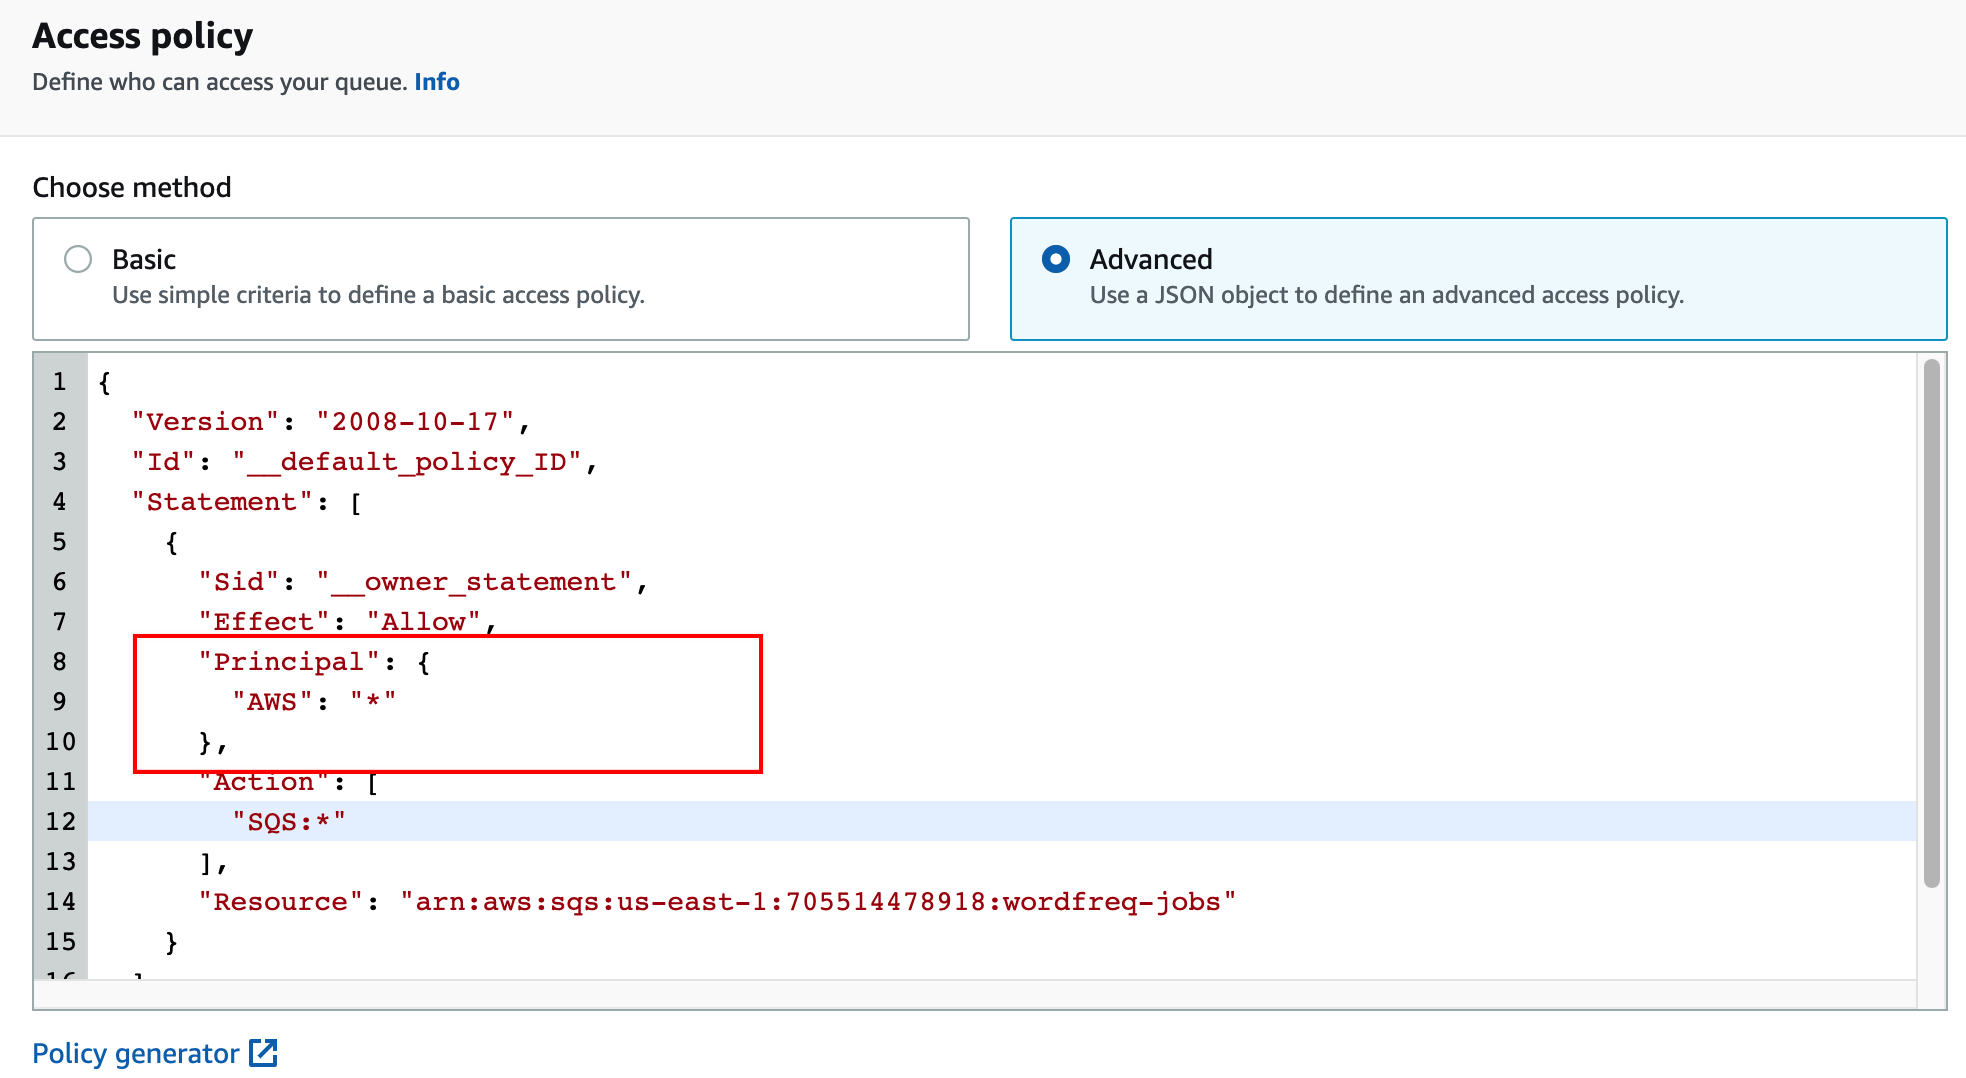 Access policy
Define who can access your queue. Info
Choose method
Basic
Use simple criteria to define a basic access policy.
Advanced
Use a JSON object to define an advanced access policy.
1 {
2 "Version": "2008-10-17",
3 "Id": "__default_policy_ID",
4 "Statement": [
5 {
6 "Sid": "__owner_statement",
7 "Effect": "Allow",
8 "Principal": {
9 "AWS": "*"
10 },
11 "Action": [
12 "SQS:*"
13 ],
14 "Resource": "arn:aws:sqs:us-east-1:705514478918:wordfreq-jobs"
15 }
16 ]
Policy generator